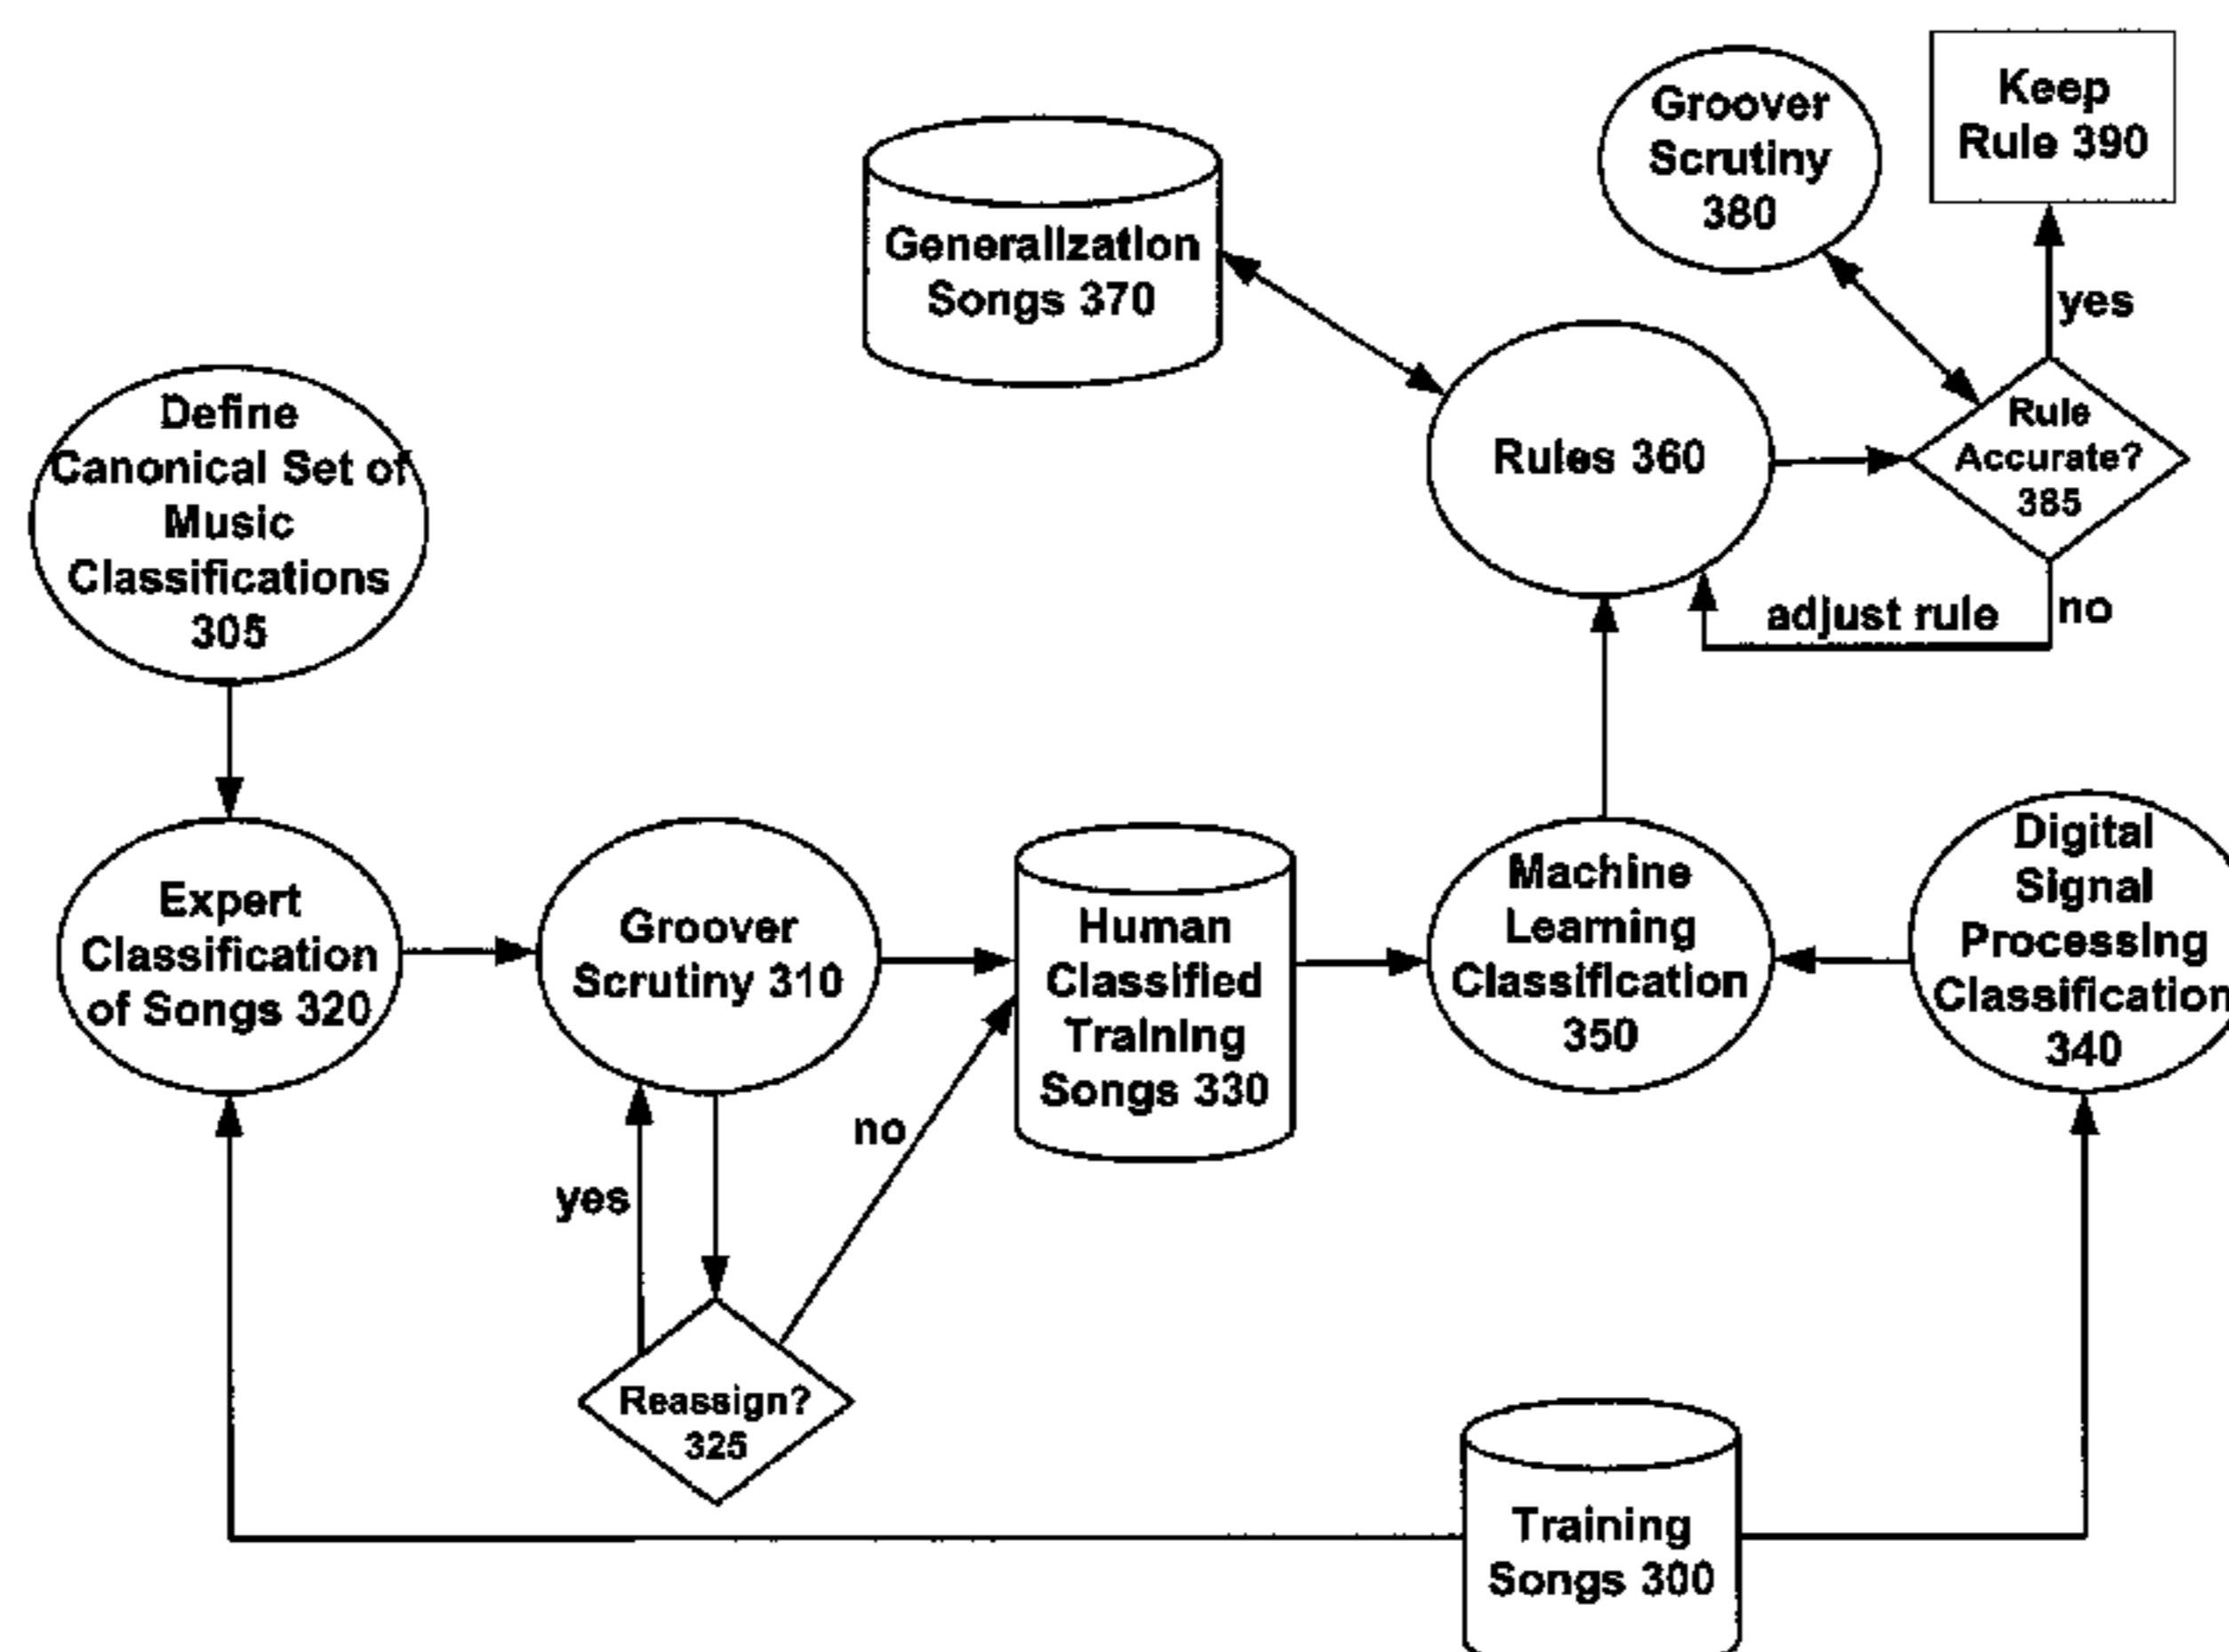 Groover
Scrutiny
380
Keep
Rule 390
Generalization
Songs 370
yes
Define
Canonical Set of
Music
Classifications
305
Rules 360
Rule
Accurate?
385
adjust rule
no
Expert
Classification
of Songs 320
Groover
Scrutiny 310
Human
Classified
Training
Songs 330
Machine
Learning
Classification
350
Digital
Signal
Processing
Classification
340
yes
no
Reassign?
325
Training
Songs 300